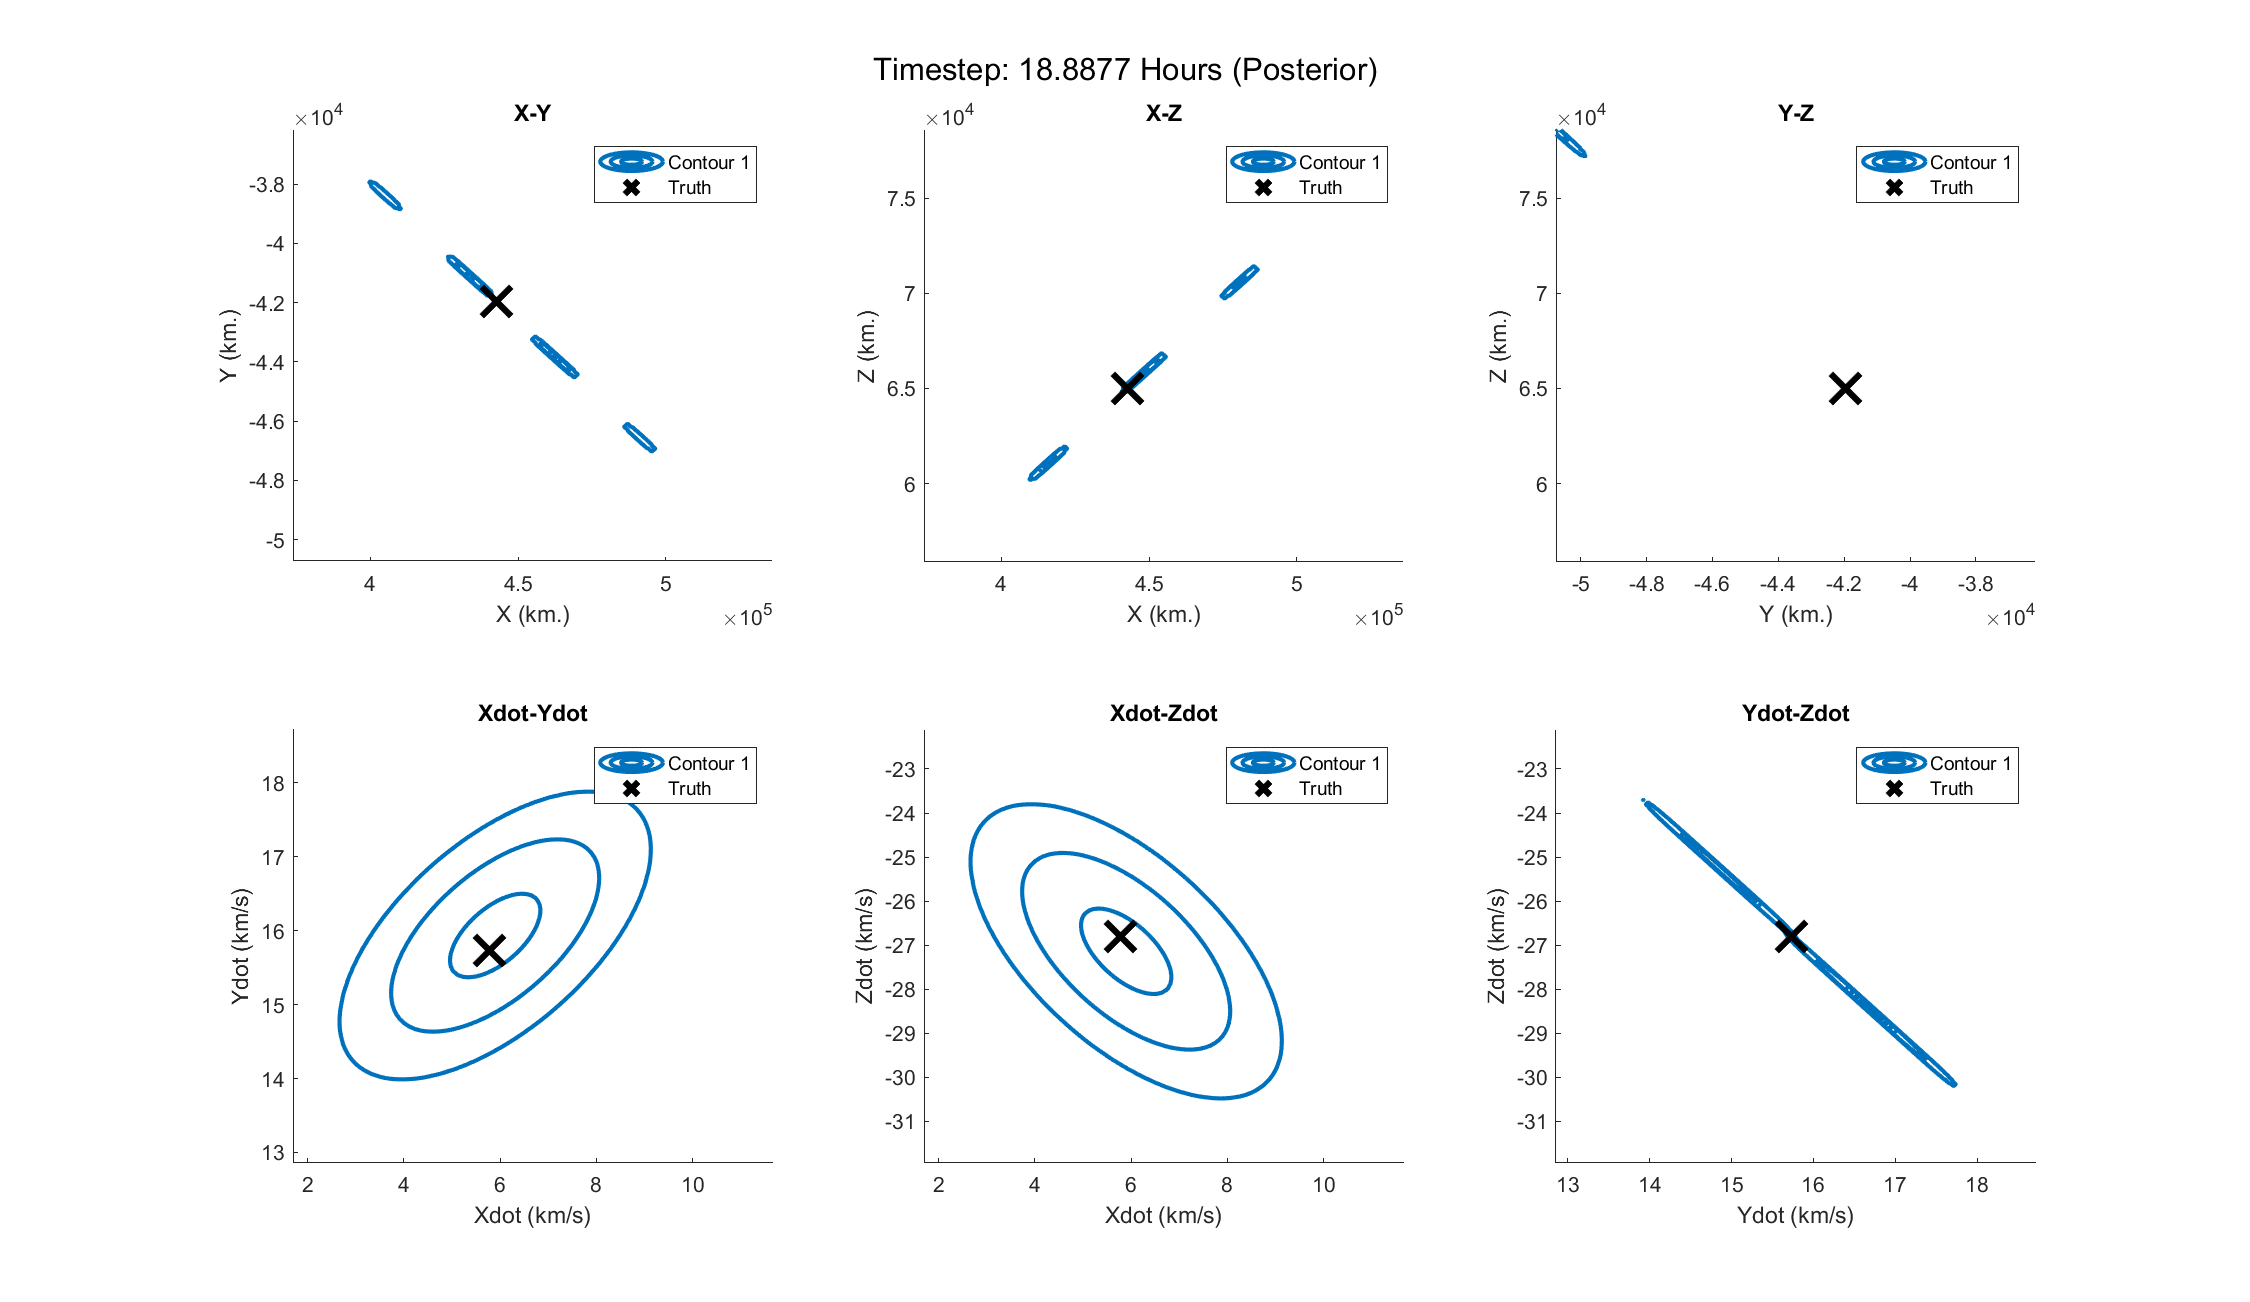 Timestep: 18.8877 Hours (Posterior)
X-Y
×10^4
-3.8
-4
-4.2
-4.4
-4.6
-4.8
-5
Y (km.)
4
4.5
5
×10^5
X (km.)
Contour 1
Truth
X-Z
×10^4
7.5
7
6.5
6
Z (km.)
4
4.5
5
×10^5
X (km.)
Contour 1
Truth
Y-Z
×10^4
7.5
7
6.5
6
Z (km.)
-5
-4.8
-4.6
-4.4
-4.2
-4
-3.8
×10^4
Y (km.)
Contour 1
Truth
Xdot-Ydot
18
17
16
15
14
13
Ydot (km/s)
2
4
6
8
10
Xdot (km/s)
Contour 1
Truth
Xdot-Zdot
-23
-24
-25
-26
-27
-28
-29
-30
-31
Zdot (km/s)
2
4
6
8
10
Xdot (km/s)
Contour 1
Truth
Ydot-Zdot
-23
-24
-25
-26
-27
-28
-29
-30
-31
Zdot (km/s)
13
14
15
16
17
18
Ydot (km/s)
Contour 1
Truth